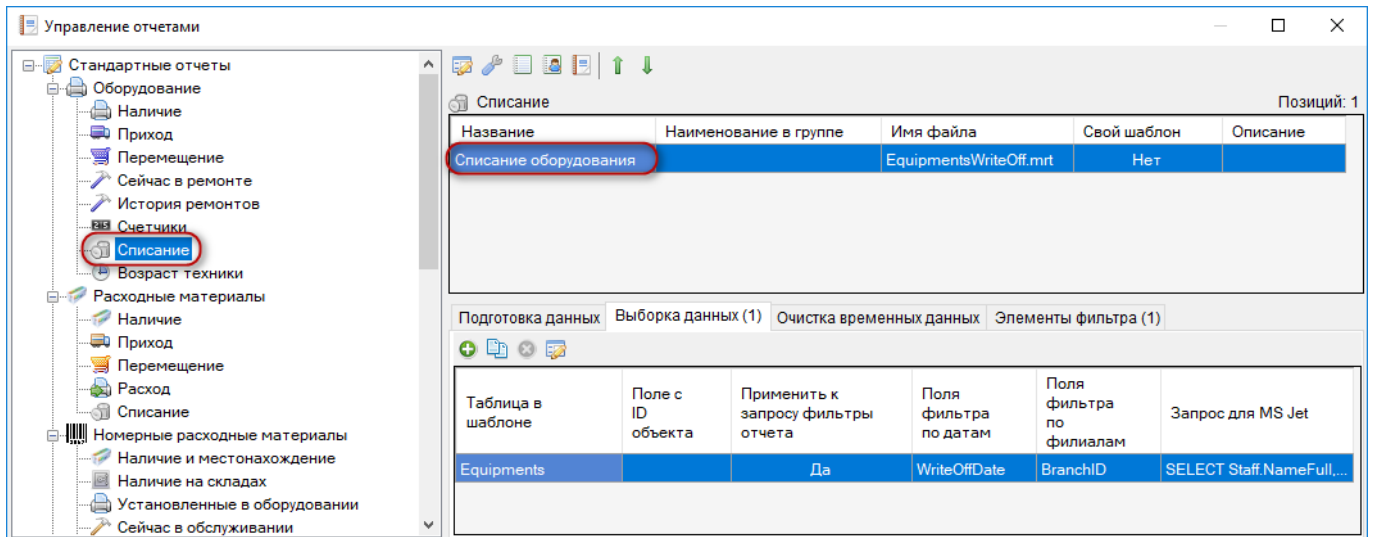 Управление отчетами
Стандартные отчеты
Оборудование
Наличие
Приход
Перемещение
Сейчас в ремонте
История ремонтов
Счетчики
Списание
Возраст техники
Расходные материалы
Наличие
Приход
Перемещение
Расход
Списание
Номерные расходные материалы
Наличие и местонахождение
Наличие на складах
Установленные в оборудовании
Сейчас в обслуживании
Списание Позиций: 1
Название Наименование в группе Имя файла Свой шаблон Описание
Списание оборудования EquipmentsWriteOff.mrt Нет
Подготовка данных Выборка данных (1) Очистка временных данных Элементы фильтра (1)
Таблица в шаблоне Поле с ID объекта Применить к запросу фильтры отчета Поля фильтра по датам Поля фильтра по филиалам Запрос для MS Jet
Equipments Да WriteOffDate BranchID SELECT Staff.NameFull,...